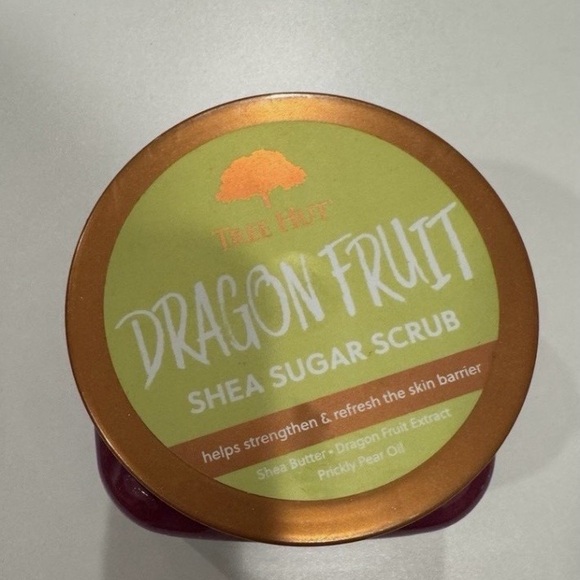 TREE HUT
DRAGON FRUIT
SHEA SUGAR SCRUB
helps strengthen & refresh the skin barrier
Shea Butter • Dragon Fruit Extract
Prickly Pear Oil